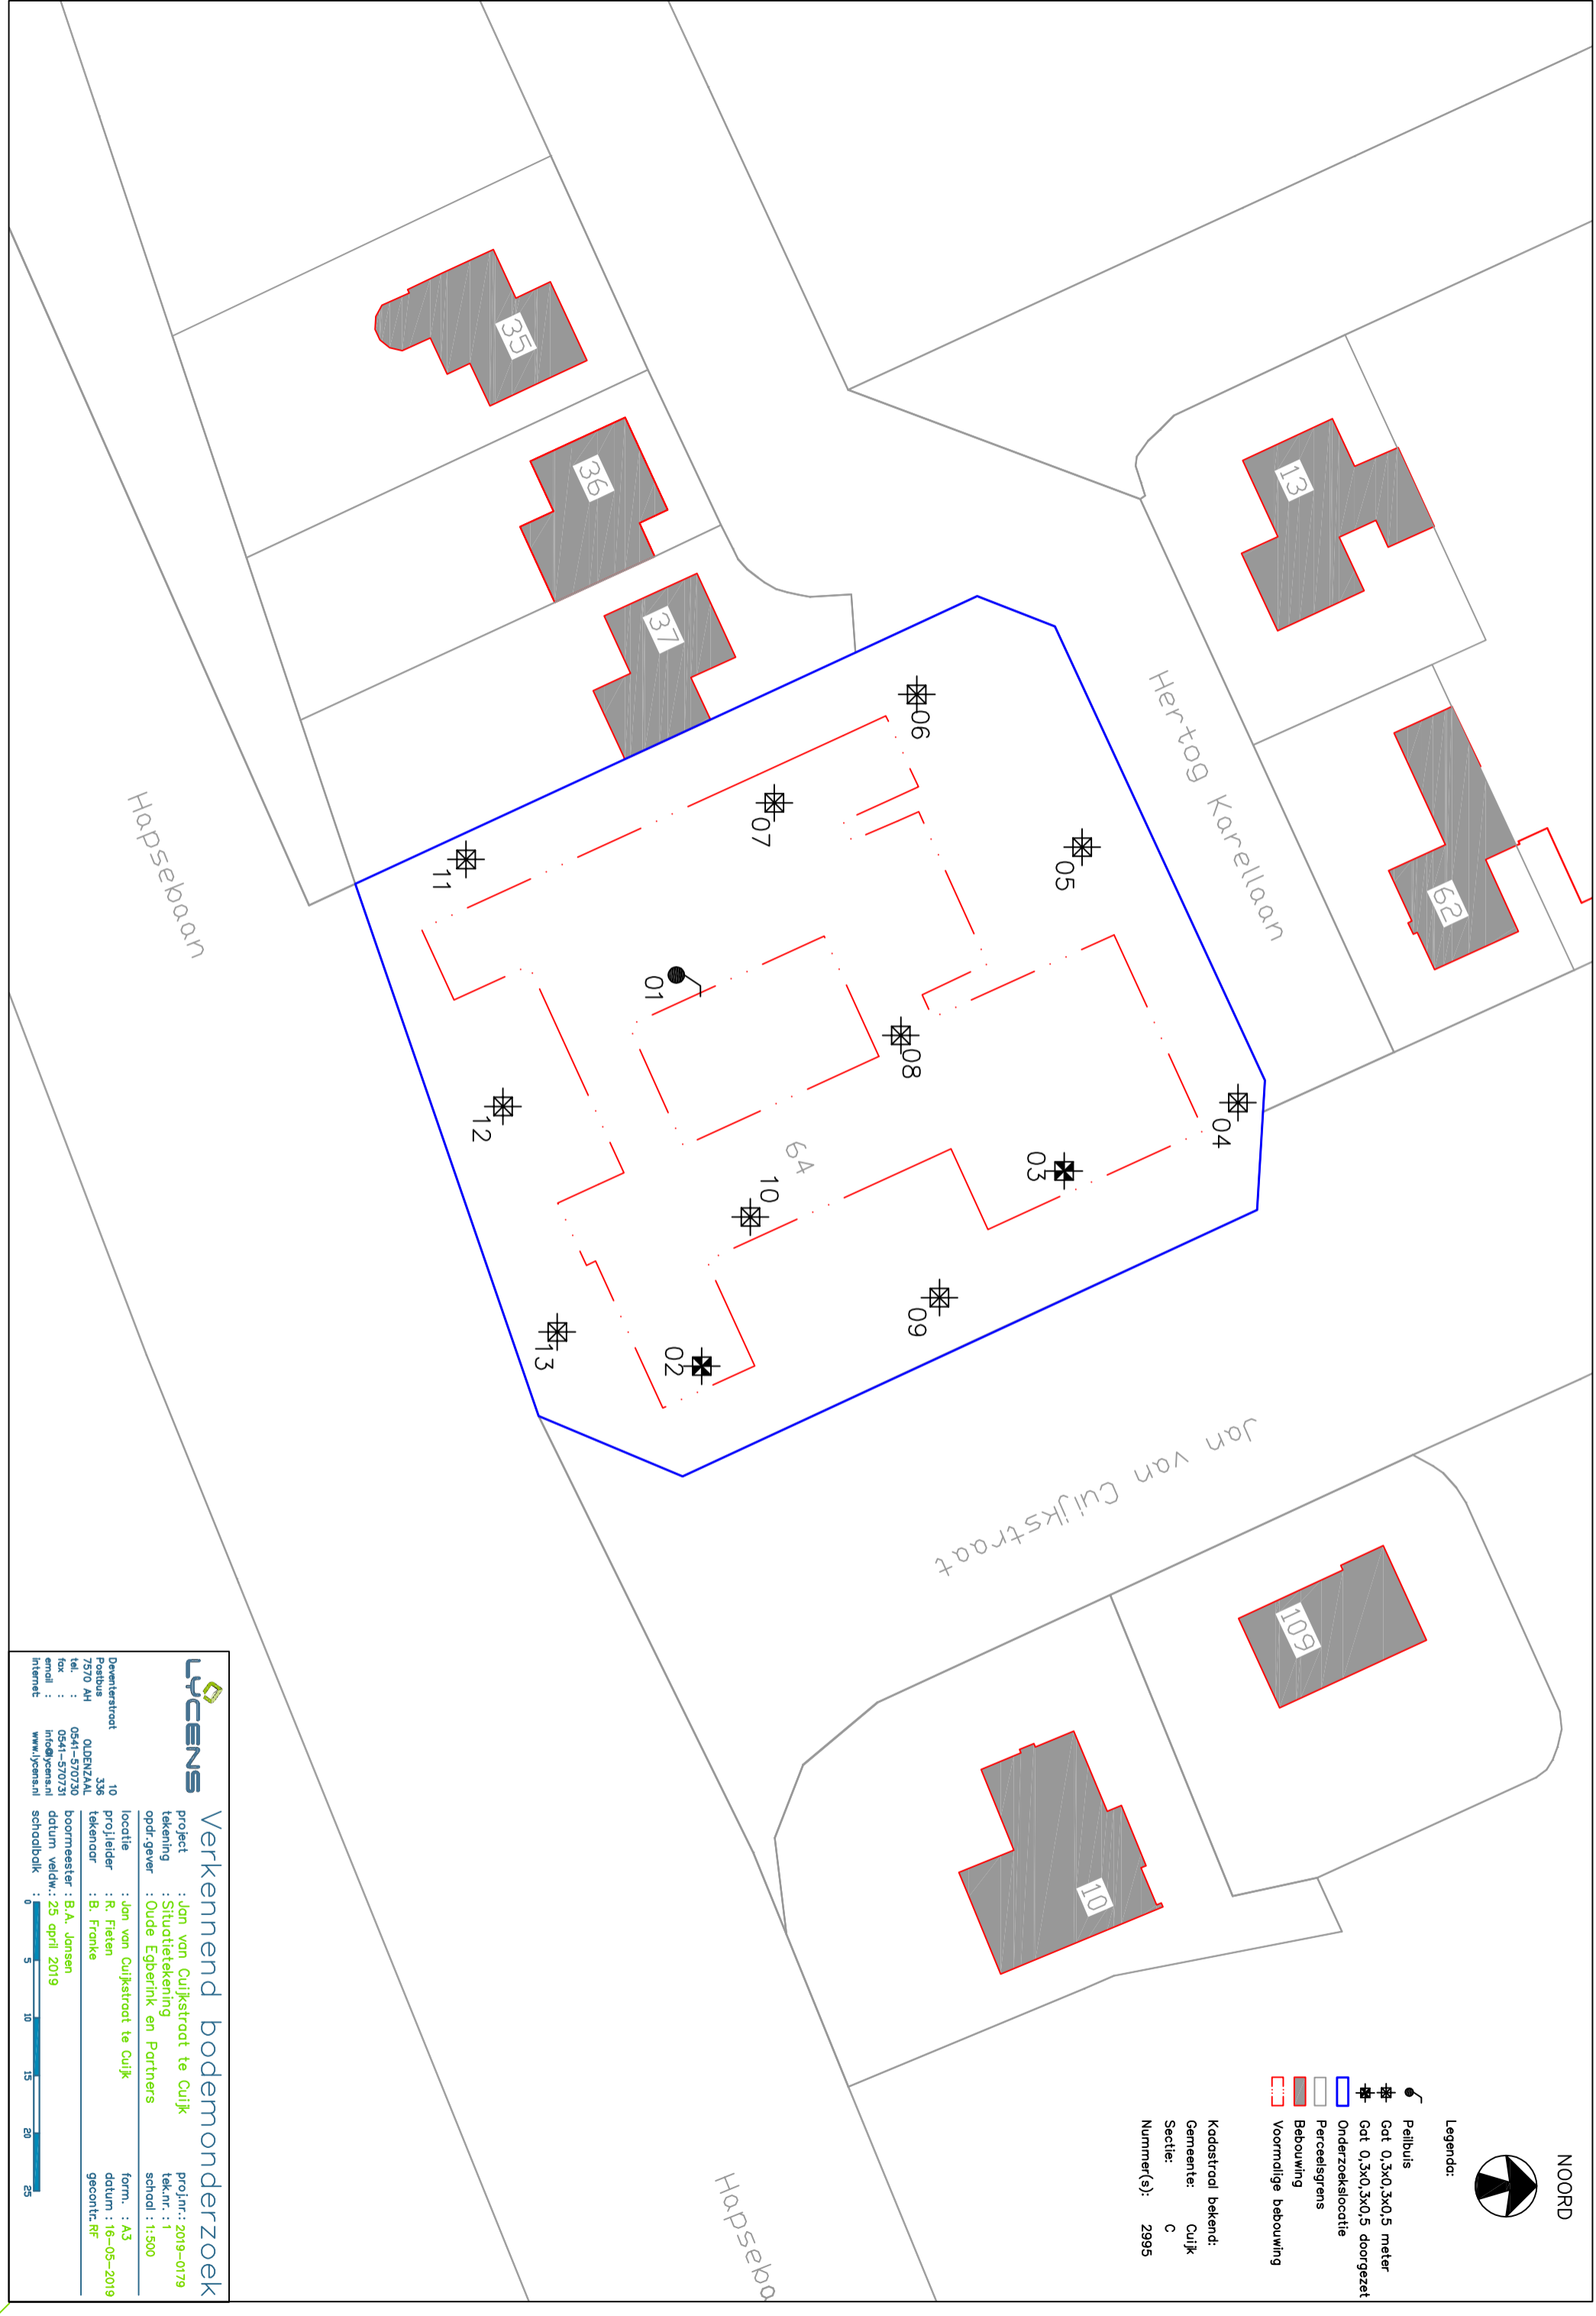 NOORD
Legenda:
Peilbuis
Gat 0,3x0,3x0,5 meter
Gat 0,3x0,3x0,5 doorgezet
Onderzoekslocatie
Perceelsgrens
Bebouwing
Voormalige bebouwing
Kadastraal bekend:
Gemeente: Cuijk
Sectie: C
Nummer(s): 2995
13
62
109
10
35
36
37
64
Hertog Karellaan
Jan van Cuijkstraat
Hapsebaan
Hapseba
01
02
03
04
05
06
07
08
09
10
11
12
13
LYCENS
Deventerstraat 10
Postbus 336
7570 AH OLDENZAAL
tel. : 0541-570730
fax : 0541-570731
email : info@lycens.nl
internet: www.lycens.nl
Verkennend bodemonderzoek
project : Jan van Cuijkstraat te Cuijk proj.nr.: 2019-0179
tekening : Situatietekening tek.nr. : 1
opdr.gever : Oude Egberink en Partners schaal : 1:500
locatie : Jan van Cuijkstraat te Cuijk form. : A3
proj.leider : R. Fieten datum : 16-05-2019
tekenaar : B. Franke gecontr. RF
boormeester : B.A. Jansen
datum veldw.: 25 april 2019
schaalbalk : 0 5 10 15 20 25